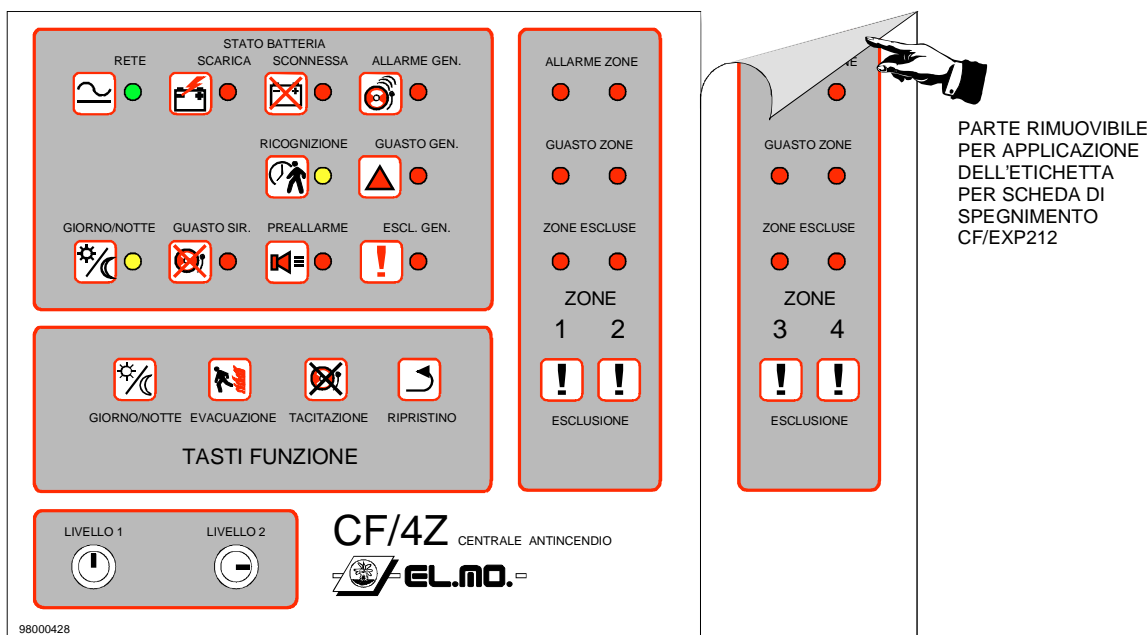 STATO BATTERIA
RETE SCARICA SCONNESSA ALLARME GEN.
RICOGNIZIONE GUASTO GEN.
GIORNO/NOTTE GUASTO SIR. PREALLARME ESCL. GEN.
GIORNO/NOTTE EVACUAZIONE TACITAZIONE RIPRISTINO
TASTI FUNZIONE
LIVELLO 1 LIVELLO 2
CF/4Z CENTRALE ANTINCENDIO
EL.MO.
98000428
ALLARME ZONE
GUASTO ZONE
ZONE ESCLUSE
ZONE
1 2
! !
ESCLUSIONE
GUASTO ZONE
ZONE ESCLUSE
ZONE
3 4
! !
ESCLUSIONE
PARTE RIMUOVIBILE
PER APPLICAZIONE
DELL'ETICHETTA
PER SCHEDA DI
SPEGNIMENTO
CF/EXP212